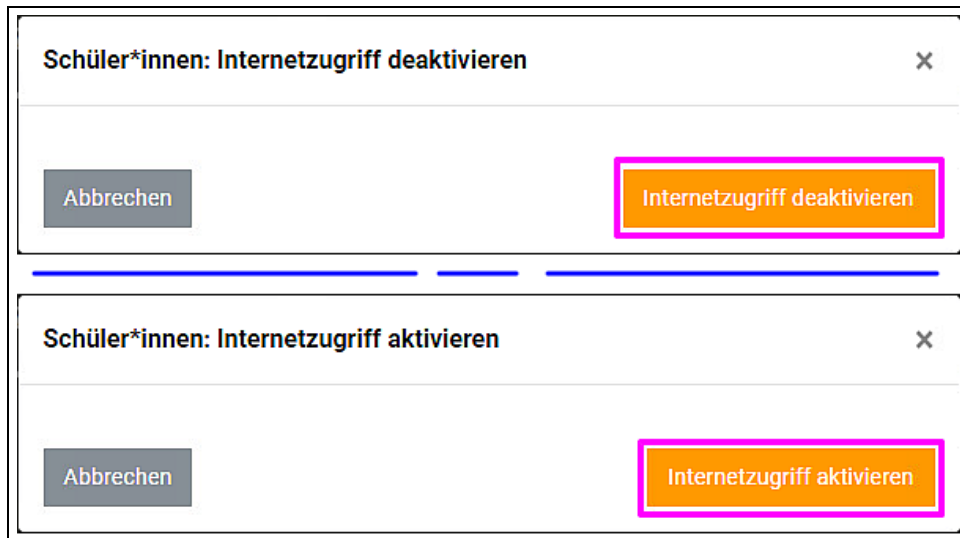 Schüler*innen: Internetzugriff deaktivieren ×
Abbrechen Internetzugriff deaktivieren
Schüler*innen: Internetzugriff aktivieren ×
Abbrechen Internetzugriff aktivieren